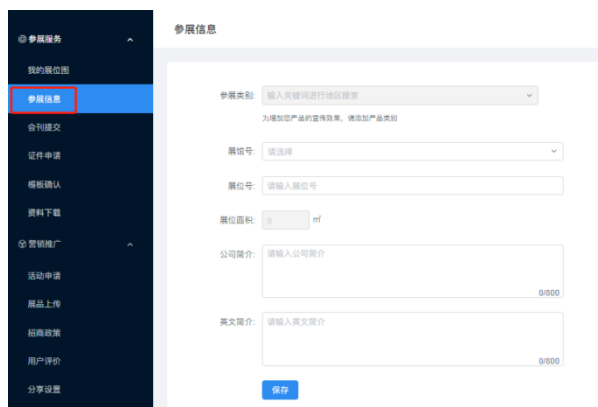 参展服务
我的展位图
参展信息
会刊提交
证件申请
楣板确认
资料下载
营销推广
活动申请
展品上传
招商政策
用户评价
分享设置
参展信息
参展类别: 输入关键词进行地区搜索
为增加您产品的宣传效果，请添加产品类别
展馆号: 请选择
展位号: 请输入展位号
展位面积: 0 ㎡
公司简介: 请输入公司简介
0/800
英文简介: 请输入英文简介
0/800
保存